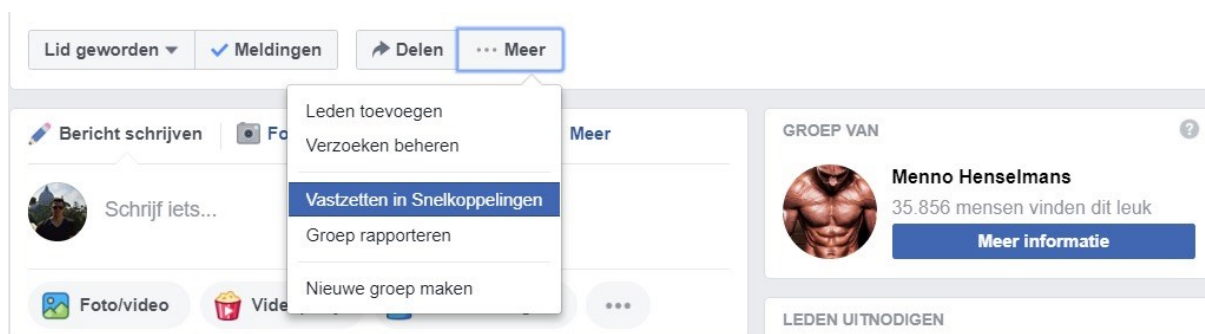 Lid geworden
Meldingen
Delen
Meer
Leden toevoegen
Verzoeken beheren
Vastzetten in Snelkoppelingen
Groep rapporteren
Nieuwe groep maken
Bericht schrijven
Meer
Schrijf iets...
Foto/video
GROEP VAN
Menno Henselmans
35.856 mensen vinden dit leuk
Meer informatie
LEDEN UITNODIGEN